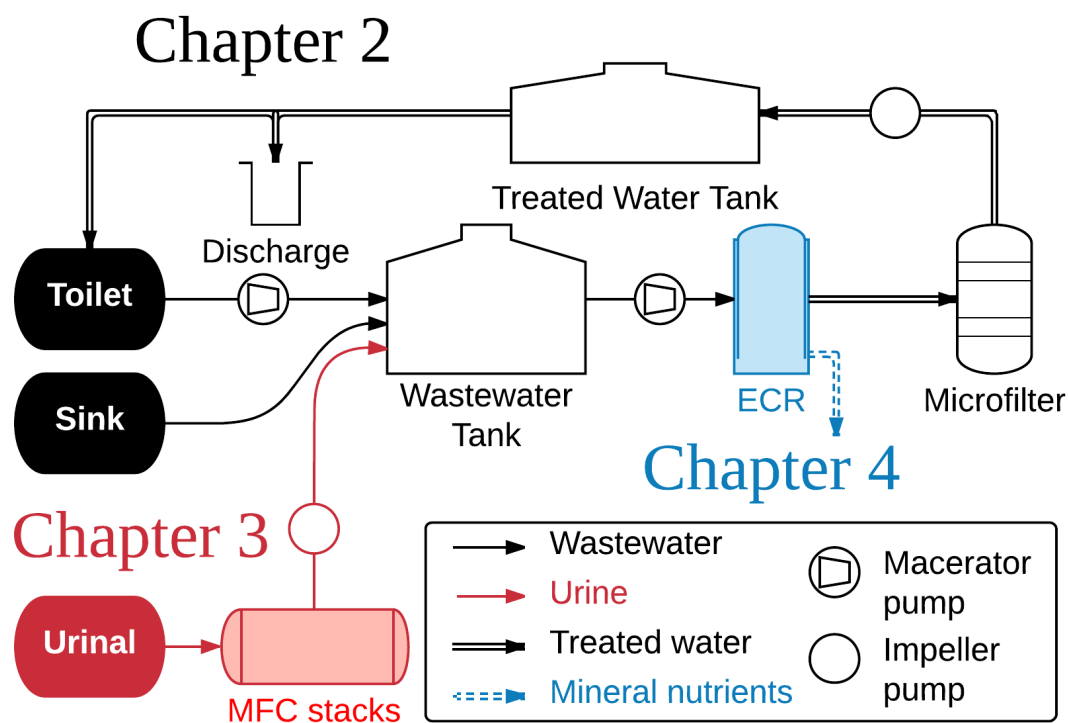 Chapter 2
Treated Water Tank
Discharge
Toilet
Wastewater
Tank
ECR
Microfilter
Sink
Chapter 4
Chapter 3
Urinal
MFC stacks
Wastewater
Urine
Treated water
Mineral nutrients
Macerator
pump
Impeller
pump